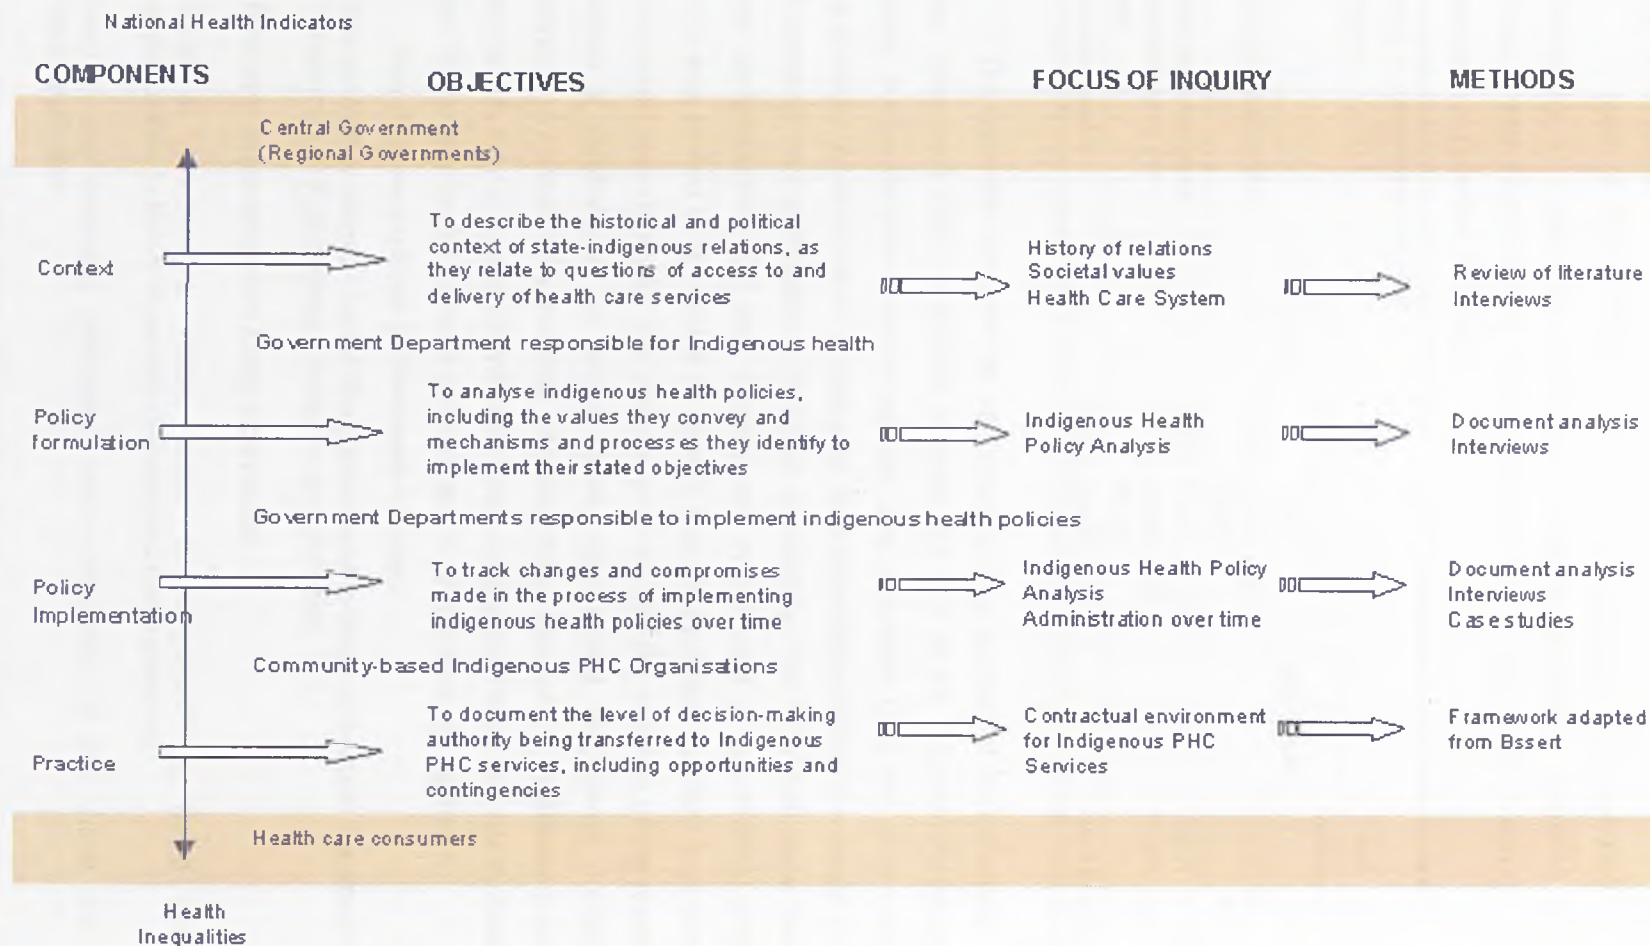 National Health Indicators
COMPONENTS
OBJECTIVES
FOCUS OF INQUIRY
METHODS
Central Government
(Regional Governments)
Context
To describe the historical and political
context of state-indigenous relations, as
they relate to questions of access to and
delivery of health care services
History of relations
Societal values
Health Care System
Review of literature
Interviews
Government Department responsible for Indigenous health
Policy
formulation
To analyse indigenous health policies,
including the values they convey and
mechanisms and processes they identify to
implement their stated objectives
Indigenous Health
Policy Analysis
Document analysis
Interviews
Government Departments responsible to implement indigenous health policies
Policy
Implementation
To track changes and compromises
made in the process of implementing
indigenous health policies over time
Indigenous Health Policy
Analysis
Administration over time
Document analysis
Interviews
Case studies
Community-based Indigenous PHC Organisations
Practice
To document the level of decision-making
authority being transferred to Indigenous
PHC services, including opportunities and
contingencies
Contractual environment
for Indigenous PHC
Services
Framework adapted
from Bssert
Health care consumers
Health
Inequalities